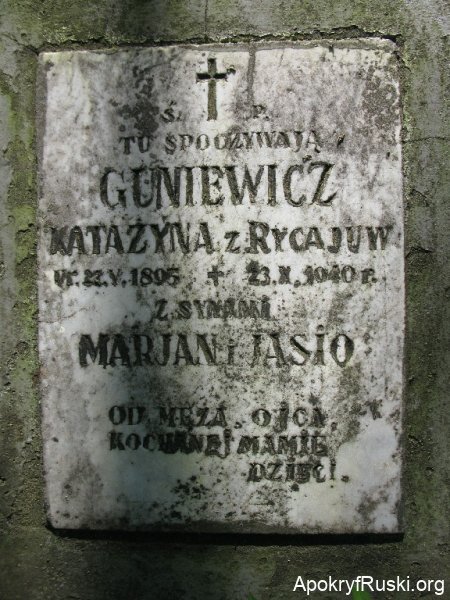 Ś. P.
TU SPOCZYWAJĄ
GUNIEWICZ
KATAŻYNA z RYCAJUW
Ur. 22.V.1895 + 23.X.1940 r.
Z SYNAMI
MARJAN i JASIO
OD MĘŻA, OJCA,
KOCHANEJ MAMIE
DZIECI.
ApokryfRuski.org